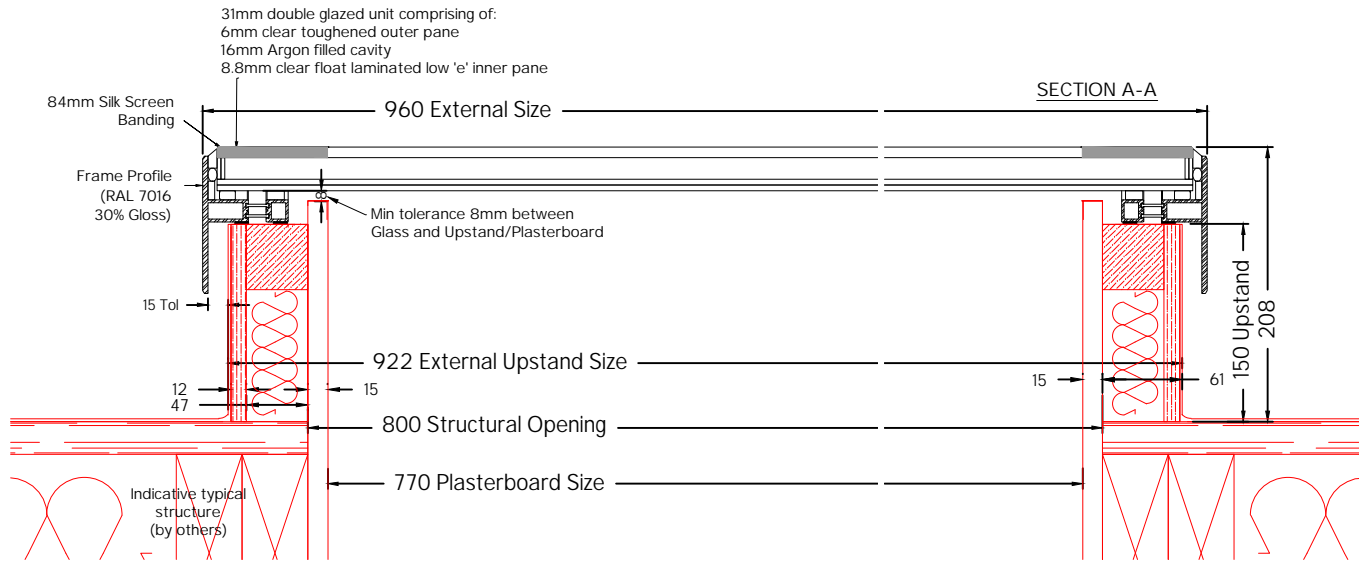 31mm double glazed unit comprising of:
6mm clear toughened outer pane
16mm Argon filled cavity
8.8mm clear float laminated low 'e' inner pane
SECTION A-A
84mm Silk Screen
Banding
960 External Size
Frame Profile
(RAL 7016
30% Gloss)
8
Min tolerance 8mm between
Glass and Upstand/Plasterboard
15 Tol
150 Upstand
208
922 External Upstand Size
12
47
15
15
61
800 Structural Opening
770 Plasterboard Size
Indicative typical
structure
(by others)